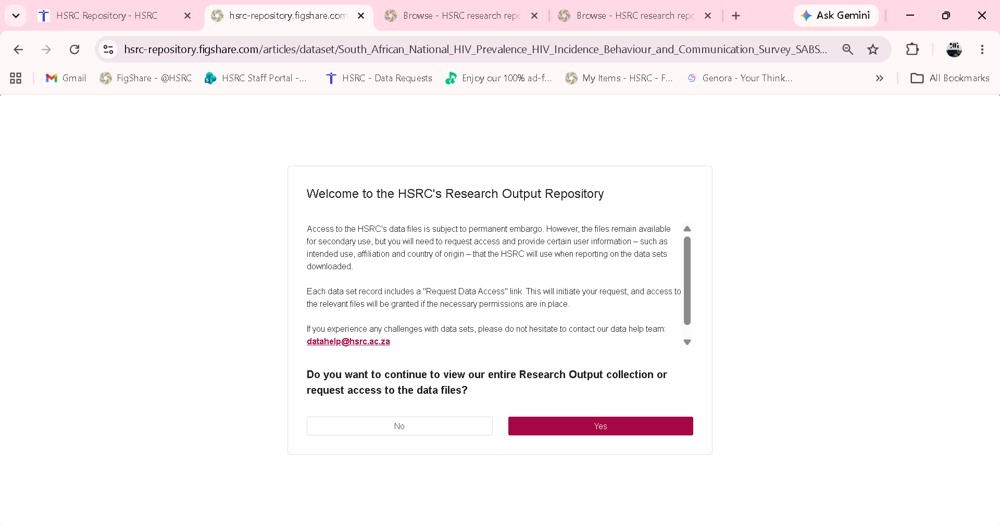 HSRC Repository - HSRC
hsrc-repository.figshare.com
Browse - HSRC research repo
Browse - HSRC research repo
Ask Gemini
hsrc-repository.figshare.com/articles/dataset/South_African_National_HIV_Prevalence_HIV_Incidence_Behaviour_and_Communication_Survey_SABS...
Gmail
FigShare - @HSRC
HSRC Staff Portal -...
HSRC - Data Requests
Enjoy our 100% ad-f...
My Items - HSRC - F...
Genora - Your Think...
All Bookmarks
Welcome to the HSRC's Research Output Repository
Access to the HSRC's data files is subject to permanent embargo. However, the files remain available
for secondary use, but you will need to request access and provide certain user information – such as
intended use, affiliation and country of origin – that the HSRC will use when reporting on the data sets
downloaded.
Each data set record includes a "Request Data Access" link. This will initiate your request, and access to
the relevant files will be granted if the necessary permissions are in place.
If you experience any challenges with data sets, please do not hesitate to contact our data help team:
datahelp@hsrc.ac.za
Do you want to continue to view our entire Research Output collection or
request access to the data files?
No
Yes